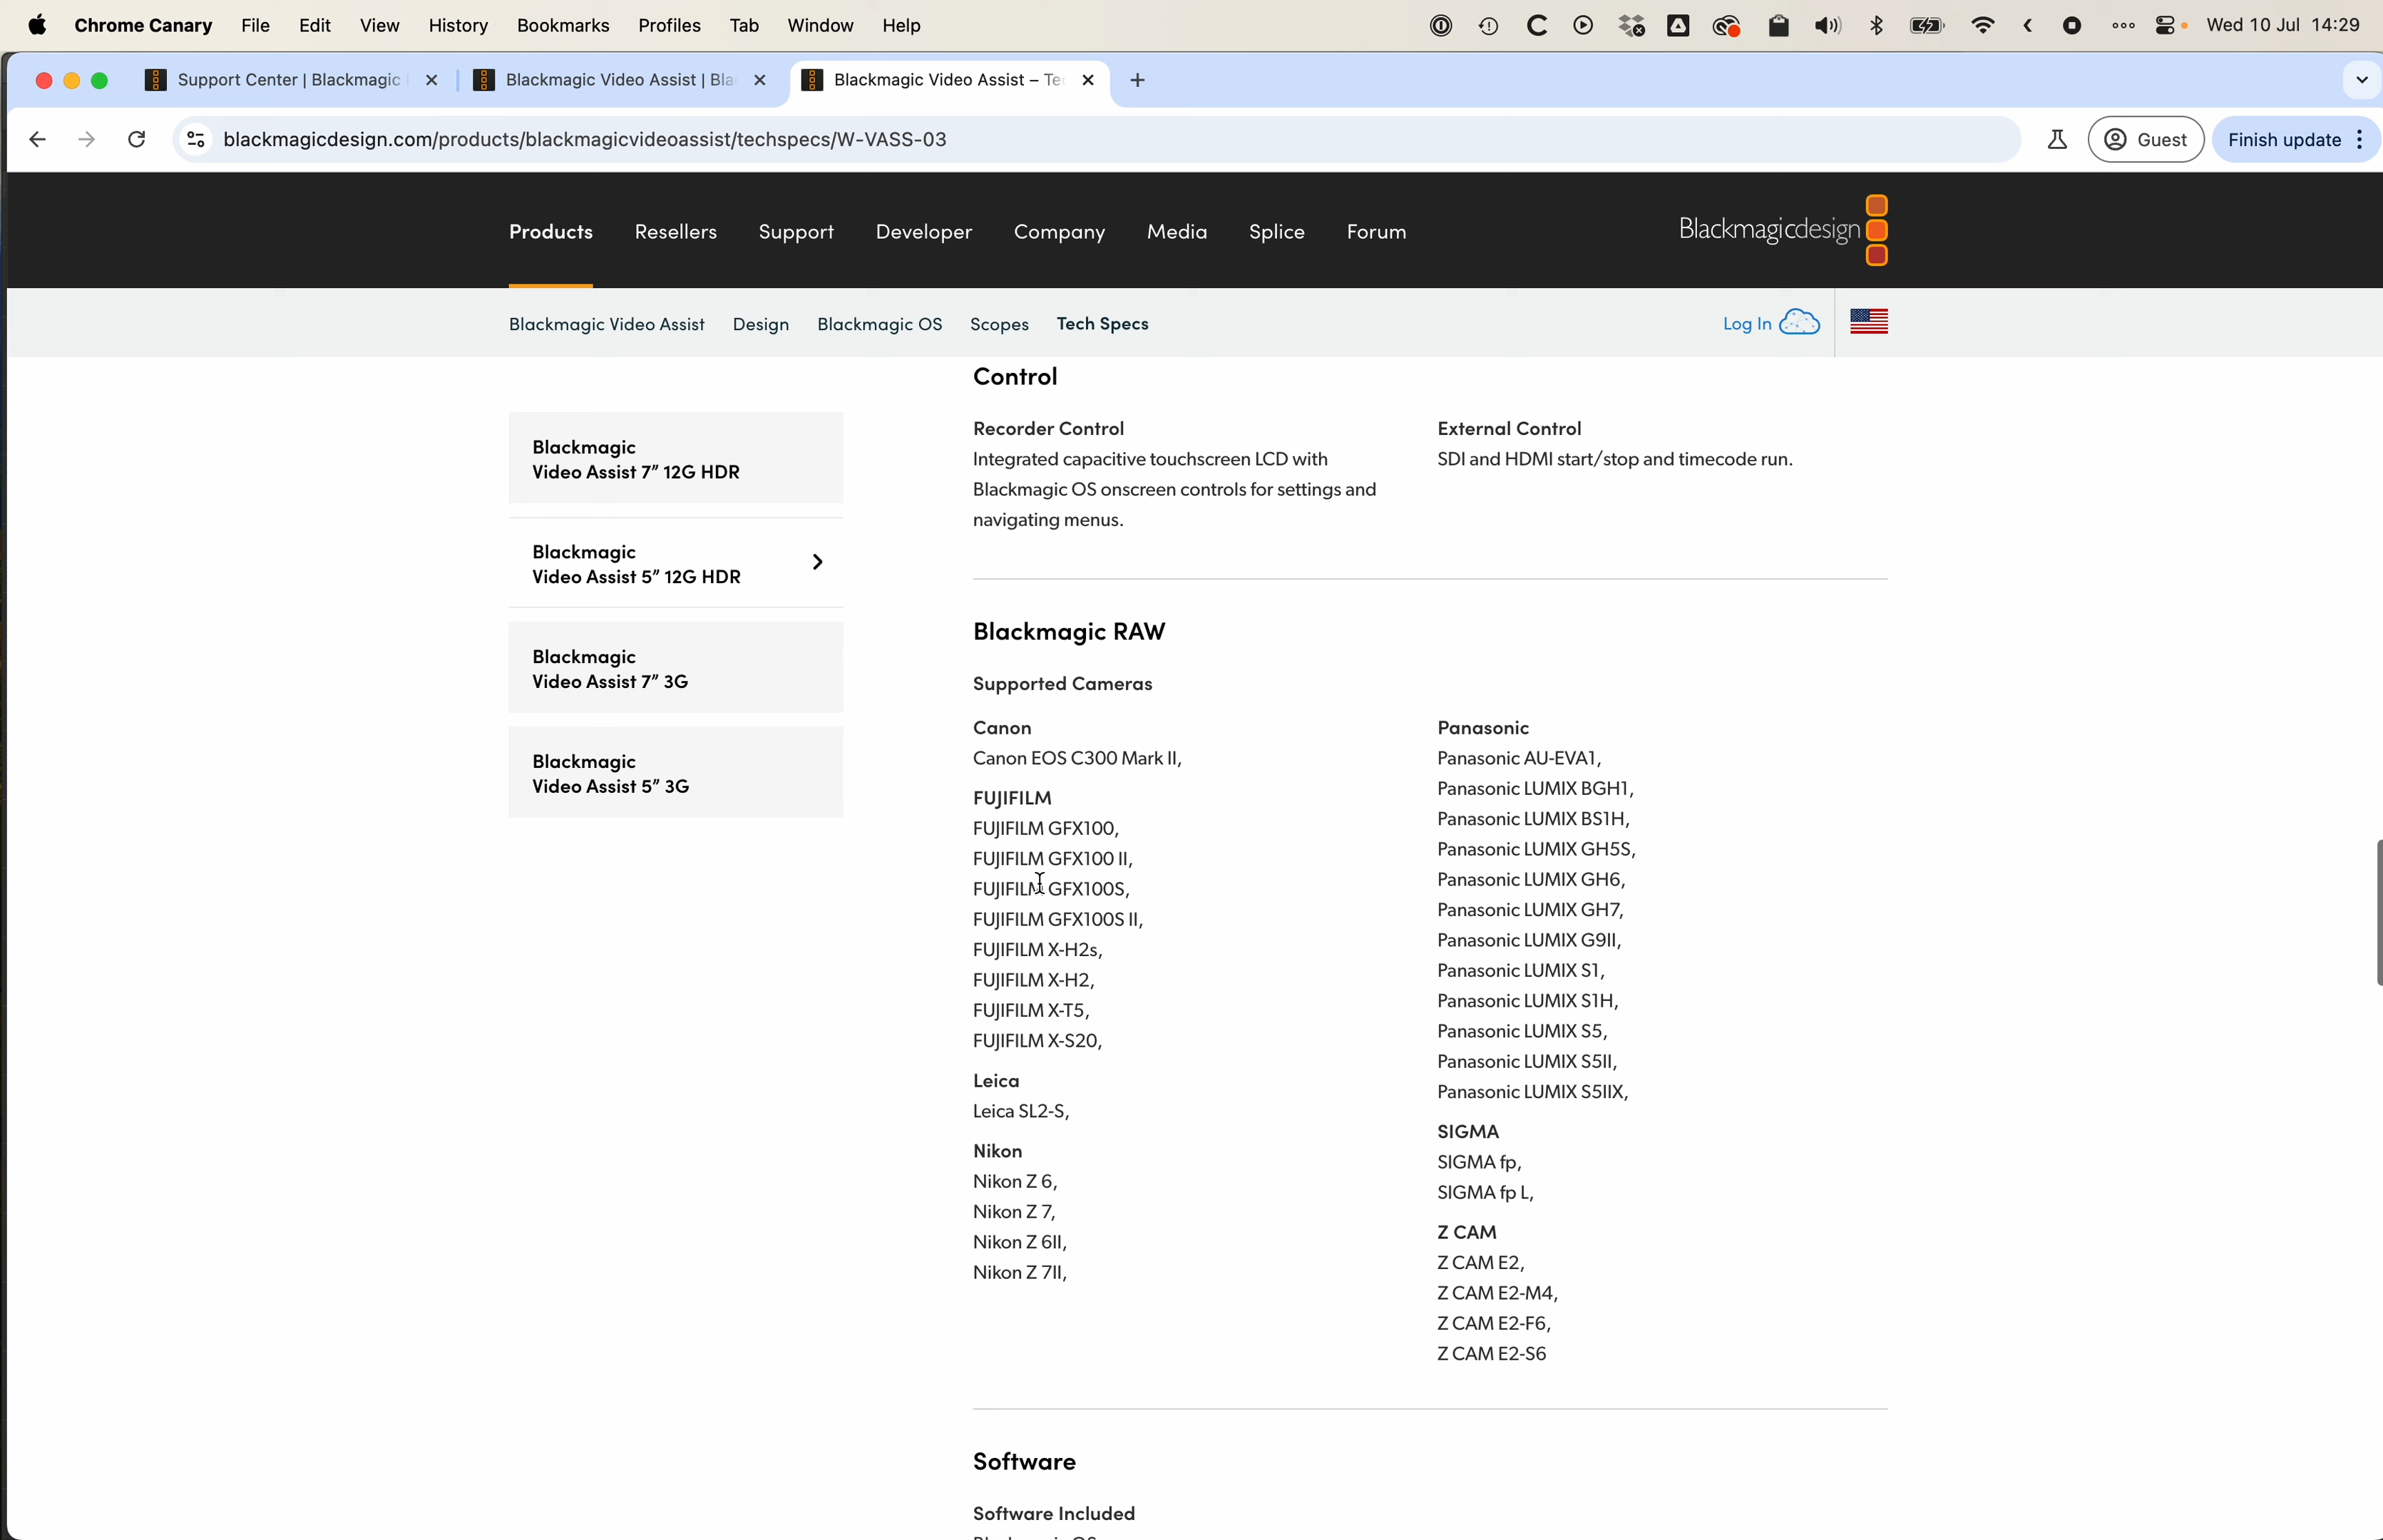 Chrome Canary File Edit View History Bookmarks Profiles Tab Window Help Wed 10 Jul 14:29
Support Center | Blackmagic Blackmagic Video Assist | Bla Blackmagic Video Assist – Te
blackmagicdesign.com/products/blackmagicvideoassist/techspecs/W-VASS-03 Guest Finish update
Products Resellers Support Developer Company Media Splice Forum Blackmagicdesign
Blackmagic Video Assist Design Blackmagic OS Scopes Tech Specs Log In
Blackmagic
Video Assist 7” 12G HDR
Blackmagic
Video Assist 5” 12G HDR
Blackmagic
Video Assist 7” 3G
Blackmagic
Video Assist 5” 3G
Control
Recorder Control
Integrated capacitive touchscreen LCD with
Blackmagic OS onscreen controls for settings and
navigating menus.
External Control
SDI and HDMI start/stop and timecode run.
Blackmagic RAW
Supported Cameras
Canon
Canon EOS C300 Mark II,
FUJIFILM
FUJIFILM GFX100,
FUJIFILM GFX100 II,
FUJIFILM GFX100S,
FUJIFILM GFX100S II,
FUJIFILM X-H2s,
FUJIFILM X-H2,
FUJIFILM X-T5,
FUJIFILM X-S20,
Leica
Leica SL2-S,
Nikon
Nikon Z 6,
Nikon Z 7,
Nikon Z 6II,
Nikon Z 7II,
Panasonic
Panasonic AU-EVA1,
Panasonic LUMIX BGH1,
Panasonic LUMIX BS1H,
Panasonic LUMIX GH5S,
Panasonic LUMIX GH6,
Panasonic LUMIX GH7,
Panasonic LUMIX G9II,
Panasonic LUMIX S1,
Panasonic LUMIX S1H,
Panasonic LUMIX S5,
Panasonic LUMIX S5II,
Panasonic LUMIX S5IIX,
SIGMA
SIGMA fp,
SIGMA fp L,
Z CAM
Z CAM E2,
Z CAM E2-M4,
Z CAM E2-F6,
Z CAM E2-S6
Software
Software Included